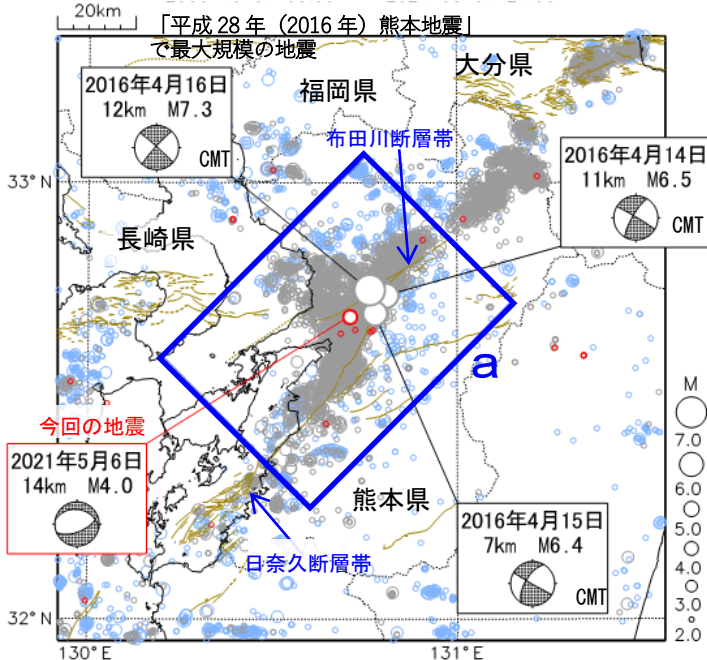 20km
「平成 28 年（2016 年）熊本地震」
で最大規模の地震
大分県
福岡県
2016年4月16日
12km M7.3
CMT
布田川断層帯
2016年4月14日
11km M6.5
CMT
33°N
長崎県
a
今回の地震
2021年5月6日
14km M4.0
熊本県
2016年4月15日
7km M6.4
CMT
日奈久断層帯
M
7.0
6.0
5.0
4.0
3.0
2.0
32°N
130°E
131°E